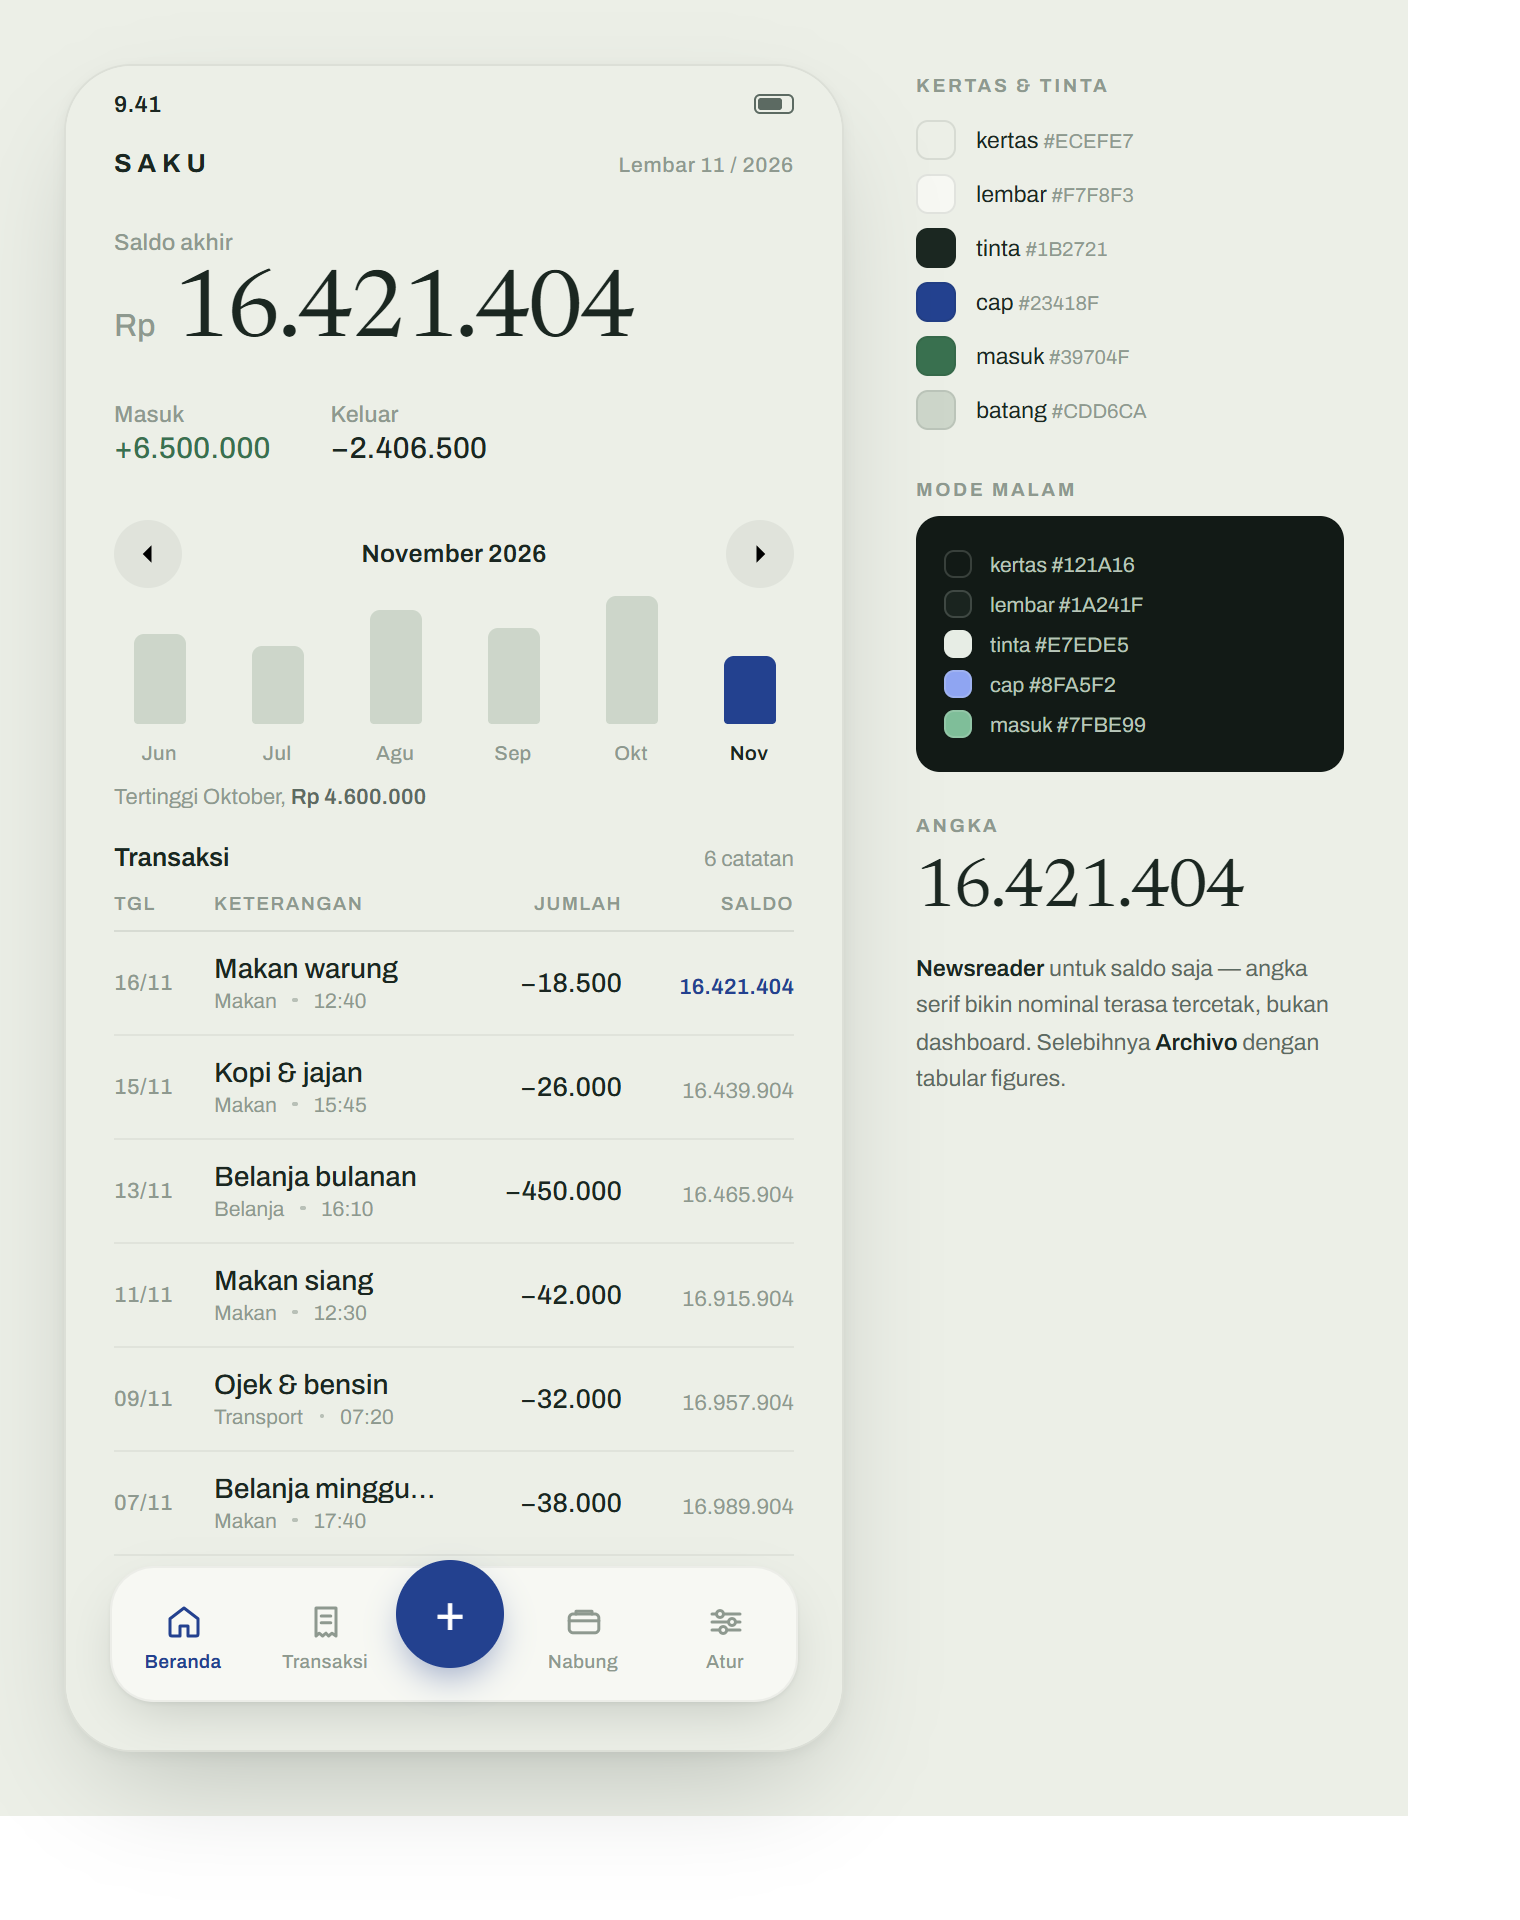 9.41
SAKU
Lembar 11 / 2026
Saldo akhir
Rp 16.421.404
Masuk
+6.500.000
Keluar
−2.406.500
November 2026
Jun
Jul
Agu
Sep
Okt
Nov
Tertinggi Oktober, Rp 4.600.000
Transaksi
6 catatan
TGL KETERANGAN JUMLAH SALDO
16/11
Makan warung
Makan • 12:40
−18.500
16.421.404
15/11
Kopi & jajan
Makan • 15:45
−26.000
16.439.904
13/11
Belanja bulanan
Belanja • 16:10
−450.000
16.465.904
11/11
Makan siang
Makan • 12:30
−42.000
16.915.904
09/11
Ojek & bensin
Transport • 07:20
−32.000
16.957.904
07/11
Belanja minggu…
Makan • 17:40
−38.000
16.989.904
Beranda
Transaksi
+
Nabung
Atur
KERTAS & TINTA
kertas #ECEFE7
lembar #F7F8F3
tinta #1B2721
cap #23418F
masuk #39704F
batang #CDD6CA
MODE MALAM
kertas #121A16
lembar #1A241F
tinta #E7EDE5
cap #8FA5F2
masuk #7FBE99
ANGKA
16.421.404
Newsreader untuk saldo saja — angka
serif bikin nominal terasa tercetak, bukan
dashboard. Selebihnya Archivo dengan
tabular figures.